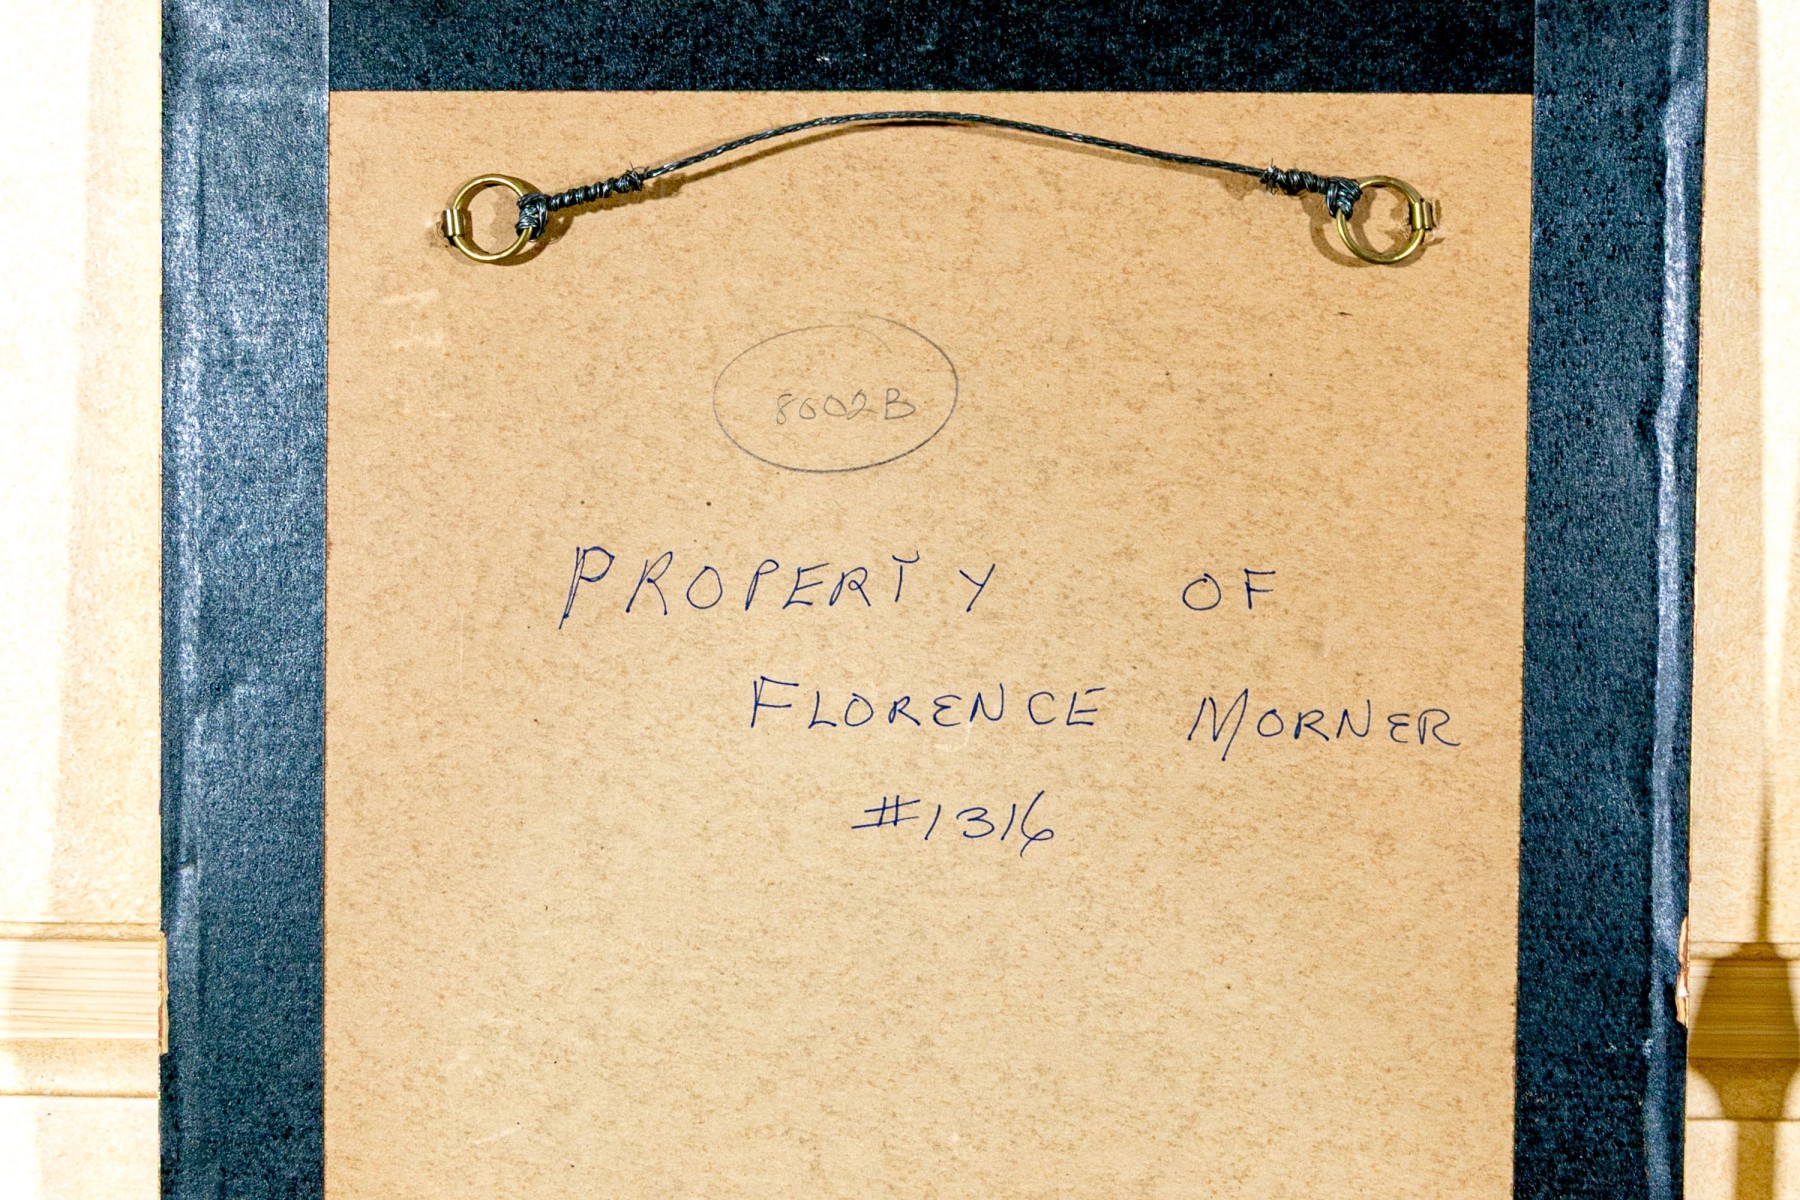 8002B
PROPERTY OF
FLORENCE MORNER
#1316